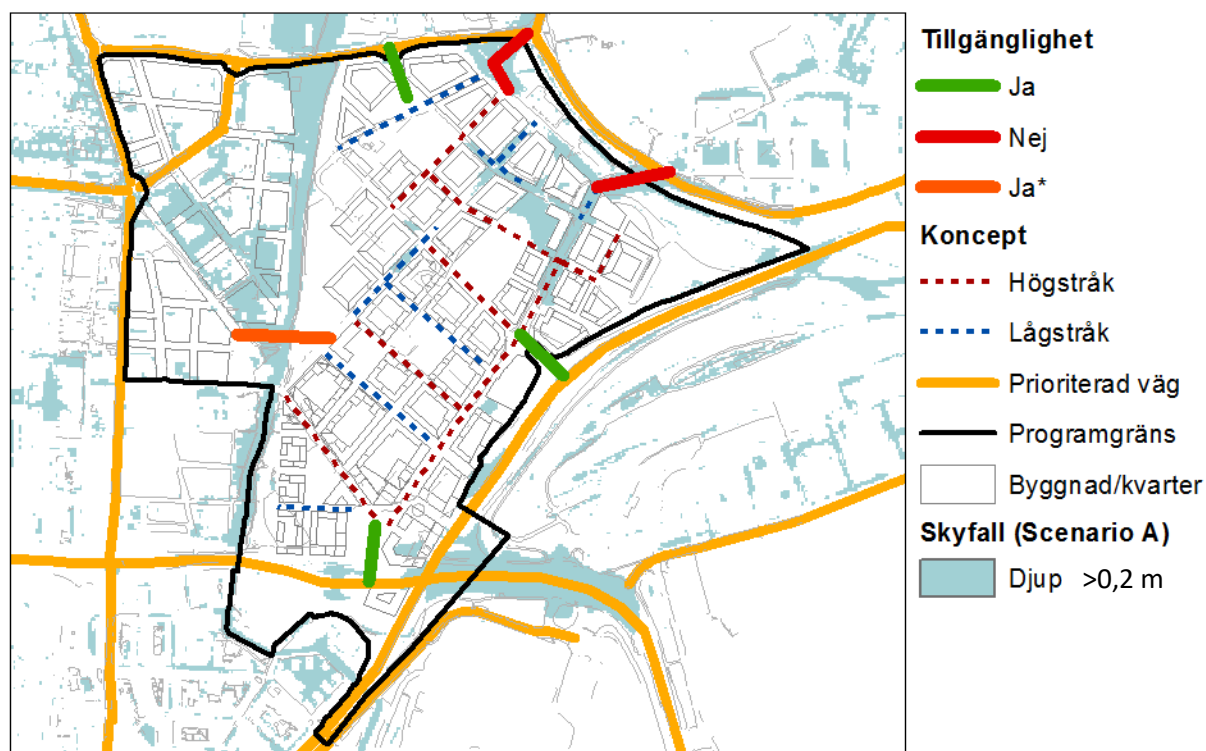 Tillgänglighet
Ja
Nej
Ja*
Koncept
Högstråk
Lågstråk
Prioriterad väg
Programgräns
Byggnad/kvarter
Skyfall (Scenario A)
Djup >0,2 m